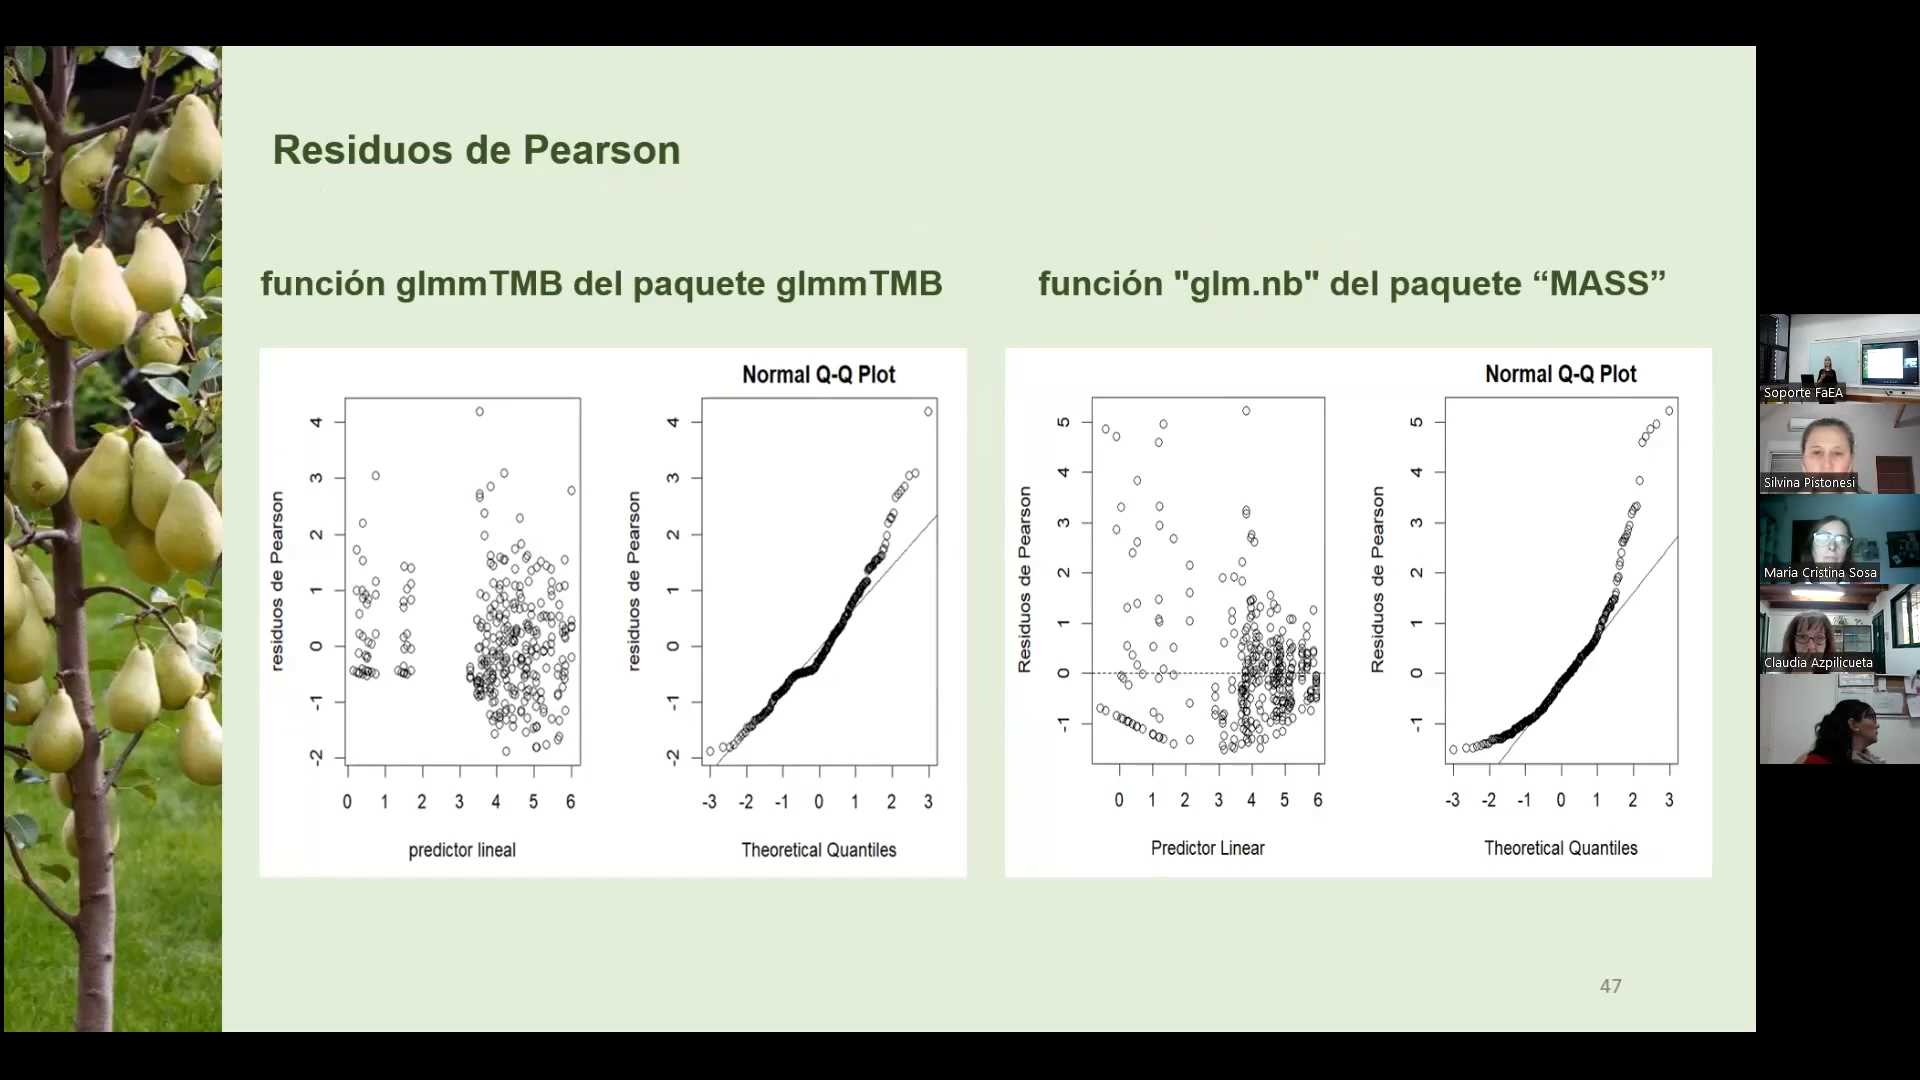 Residuos de Pearson
función glmmTMB del paquete glmmTMB
función "glm.nb" del paquete “MASS”
Normal Q-Q Plot
residuos de Pearson
4
3
2
1
0
-1
-2
0 1 2 3 4 5 6
predictor lineal
residuos de Pearson
4
3
2
1
0
-1
-2
-3 -2 -1 0 1 2 3
Theoretical Quantiles
Normal Q-Q Plot
Residuos de Pearson
5
4
3
2
1
0
-1
0 1 2 3 4 5 6
Predictor Linear
Residuos de Pearson
5
4
3
2
1
0
-1
-3 -2 -1 0 1 2 3
Theoretical Quantiles
47
Soporte FaEA
Silvina Pistonesi
Maria Cristina Sosa
Claudia Azpilicueta